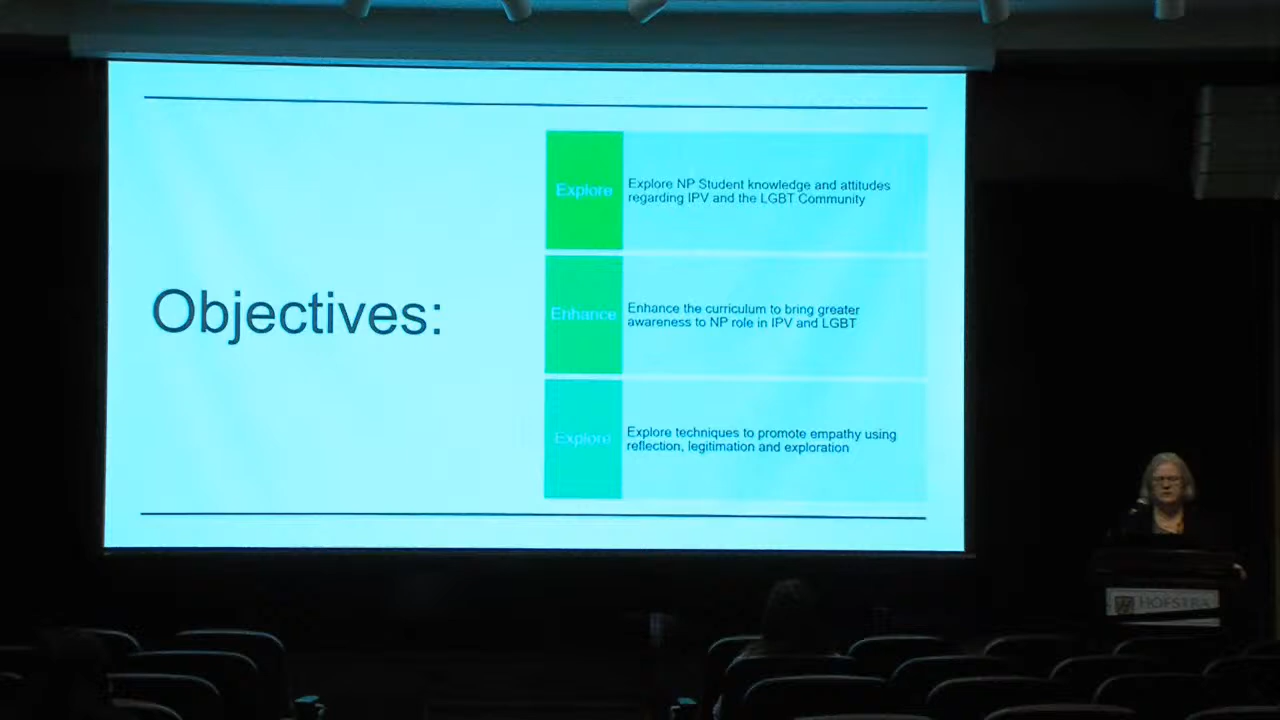 Objectives:
Explore
Explore NP Student knowledge and attitudes
regarding IPV and the LGBT Community
Enhance
Enhance the curriculum to bring greater
awareness to NP role in IPV and LGBT
Explore
Explore techniques to promote empathy using
reflection, legitimation and exploration
HOFSTRA